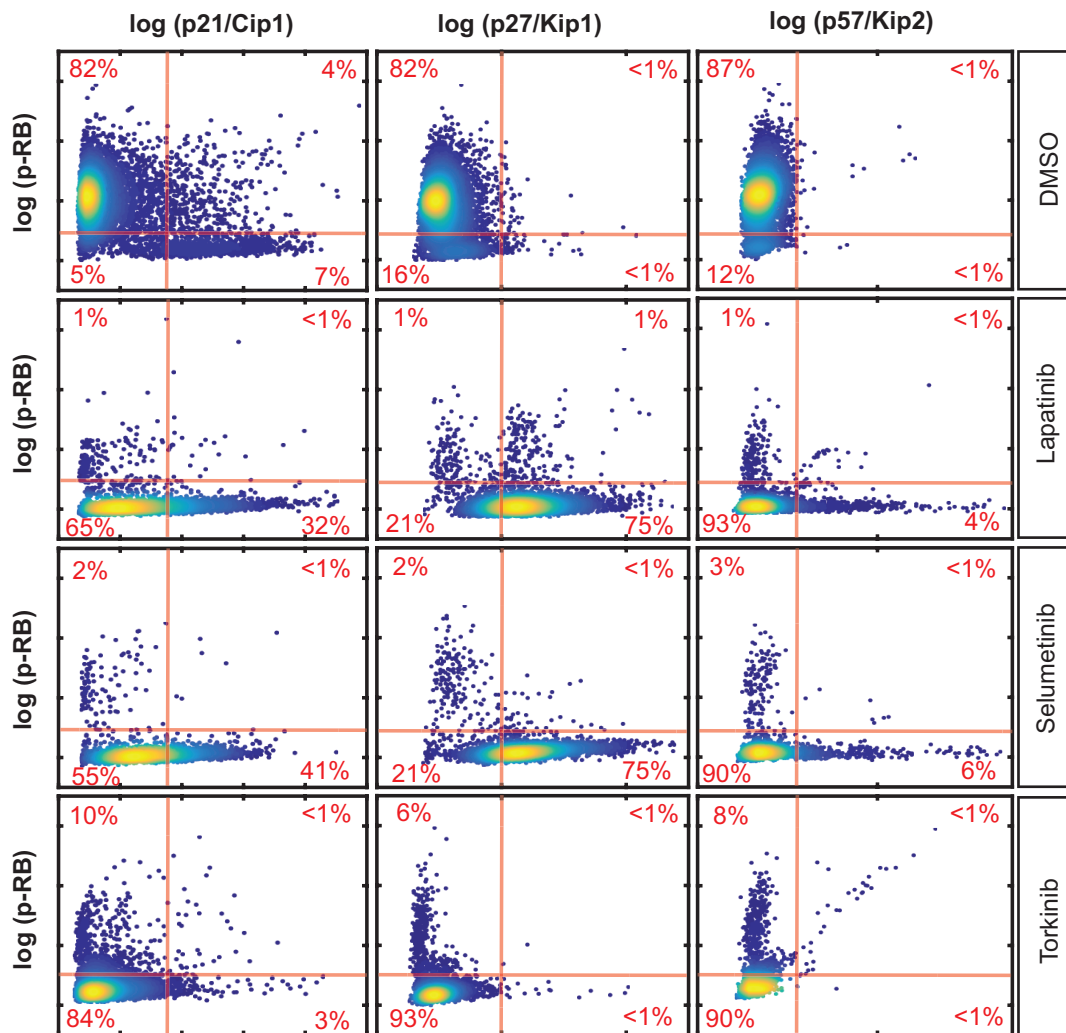 log (p21/Cip1) log (p27/Kip1) log (p57/Kip2)
82% 4% 82% <1% 87% <1%
log (p-RB)
DMSO
5% 7% 16% <1% 12% <1%
1% <1% 1% 1% 1% <1%
log (p-RB)
Lapatinib
65% 32% 21% 75% 93% 4%
2% <1% 2% <1% 3% <1%
log (p-RB)
Selumetinib
55% 41% 21% 75% 90% 6%
10% <1% 6% <1% 8% <1%
log (p-RB)
Torkinib
84% 3% 93% <1% 90% <1%